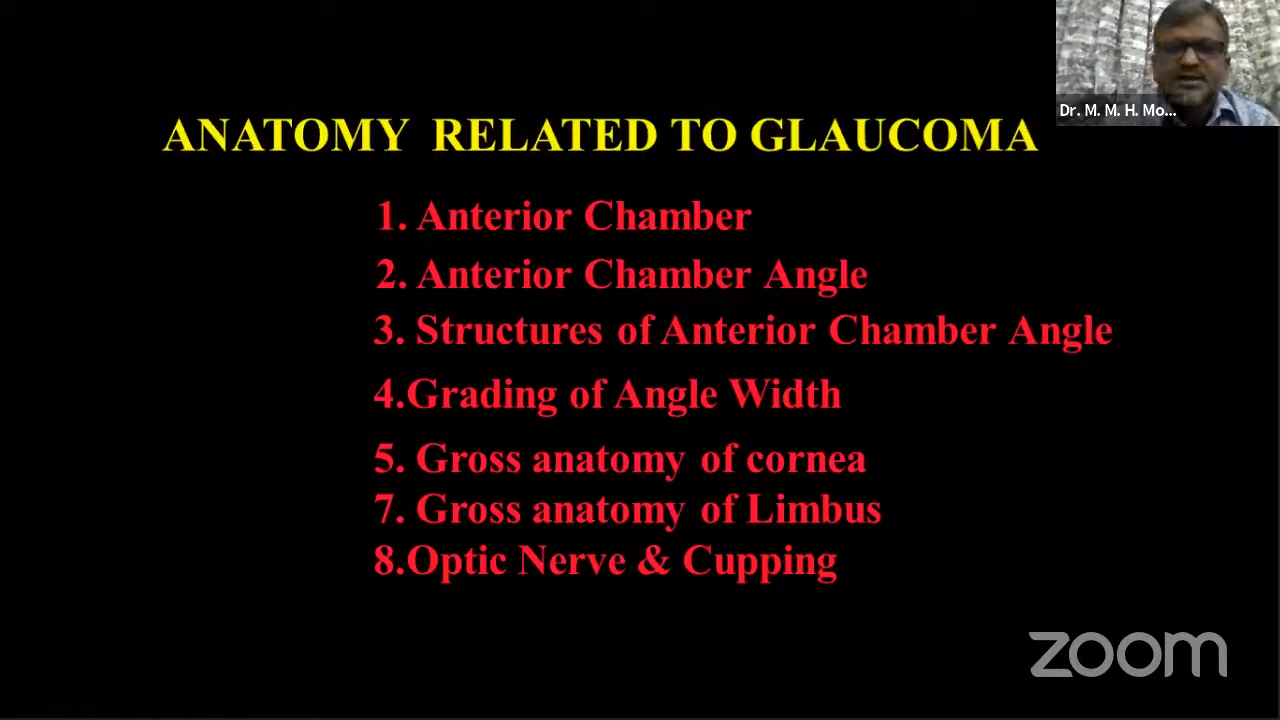 Dr. M. M. H. Mo...
ANATOMY RELATED TO GLAUCOMA
1. Anterior Chamber
2. Anterior Chamber Angle
3. Structures of Anterior Chamber Angle
4.Grading of Angle Width
5. Gross anatomy of cornea
7. Gross anatomy of Limbus
8.Optic Nerve & Cupping
zoom